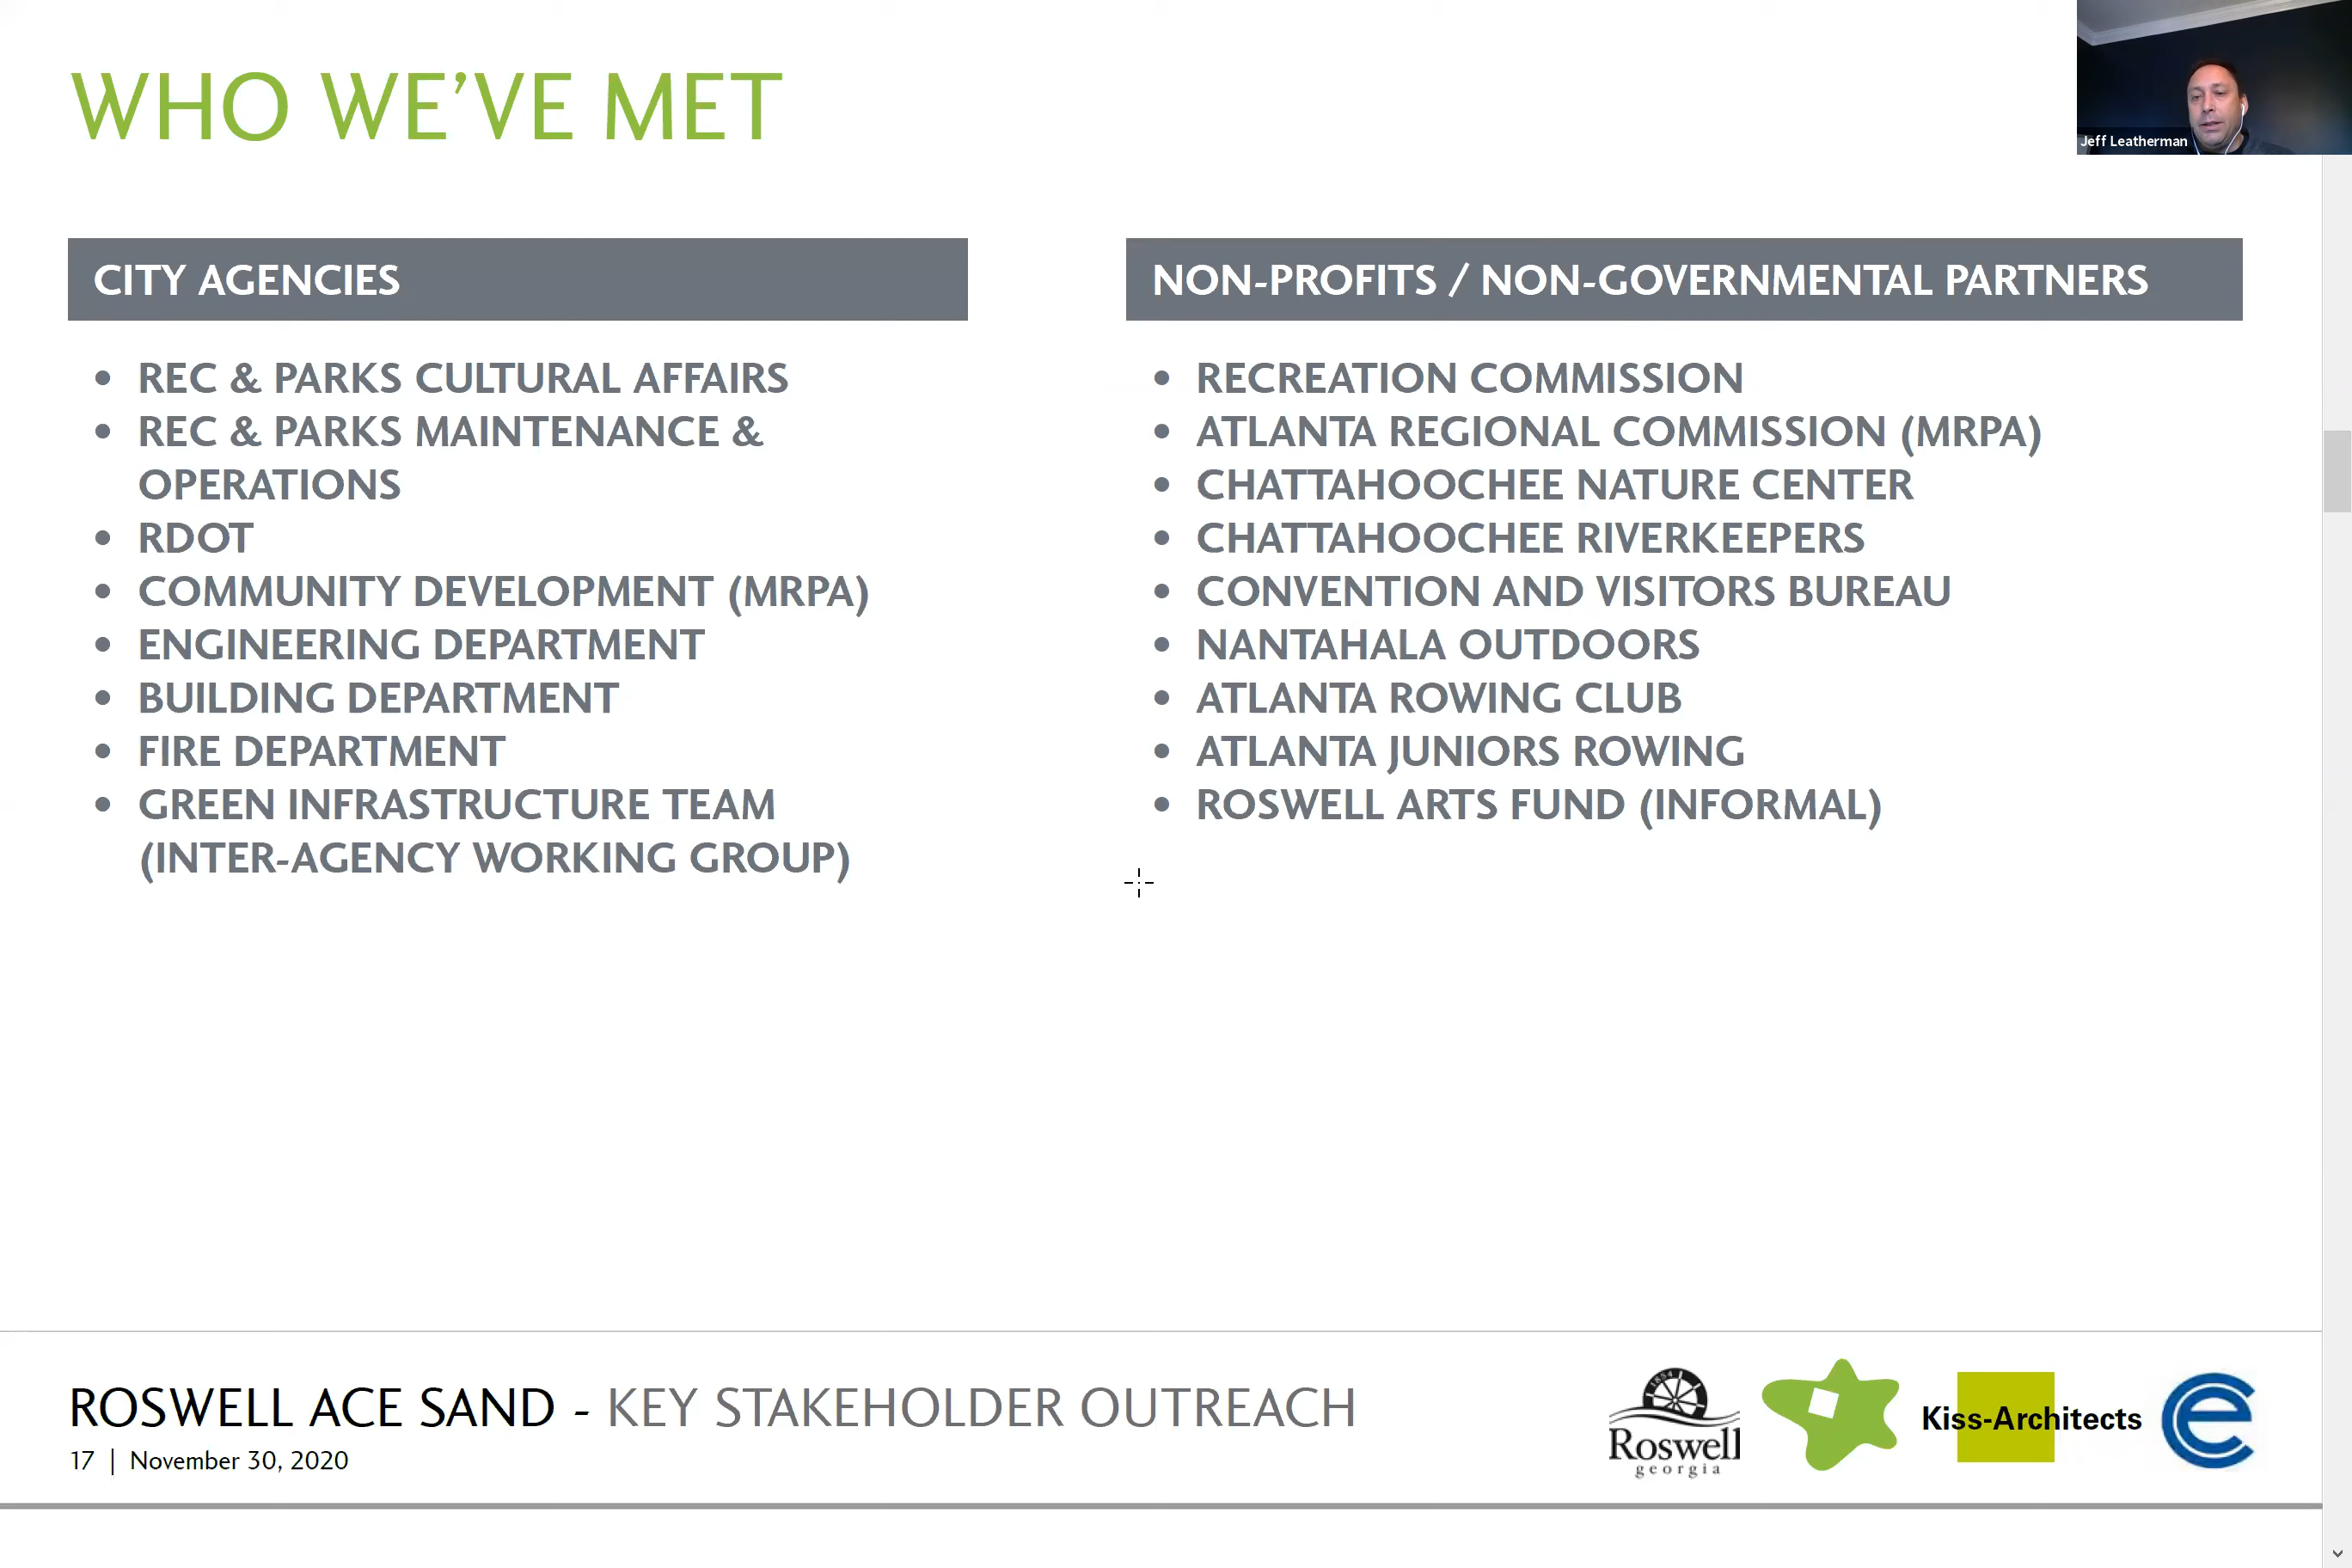 WHO WE’VE MET
Jeff Leatherman
CITY AGENCIES
• REC & PARKS CULTURAL AFFAIRS
• REC & PARKS MAINTENANCE &
OPERATIONS
• RDOT
• COMMUNITY DEVELOPMENT (MRPA)
• ENGINEERING DEPARTMENT
• BUILDING DEPARTMENT
• FIRE DEPARTMENT
• GREEN INFRASTRUCTURE TEAM
(INTER-AGENCY WORKING GROUP)
NON-PROFITS / NON-GOVERNMENTAL PARTNERS
• RECREATION COMMISSION
• ATLANTA REGIONAL COMMISSION (MRPA)
• CHATTAHOOCHEE NATURE CENTER
• CHATTAHOOCHEE RIVERKEEPERS
• CONVENTION AND VISITORS BUREAU
• NANTAHALA OUTDOORS
• ATLANTA ROWING CLUB
• ATLANTA JUNIORS ROWING
• ROSWELL ARTS FUND (INFORMAL)
ROSWELL ACE SAND - KEY STAKEHOLDER OUTREACH
17 | November 30, 2020
1854
Roswell
georgia
Kiss-Architects